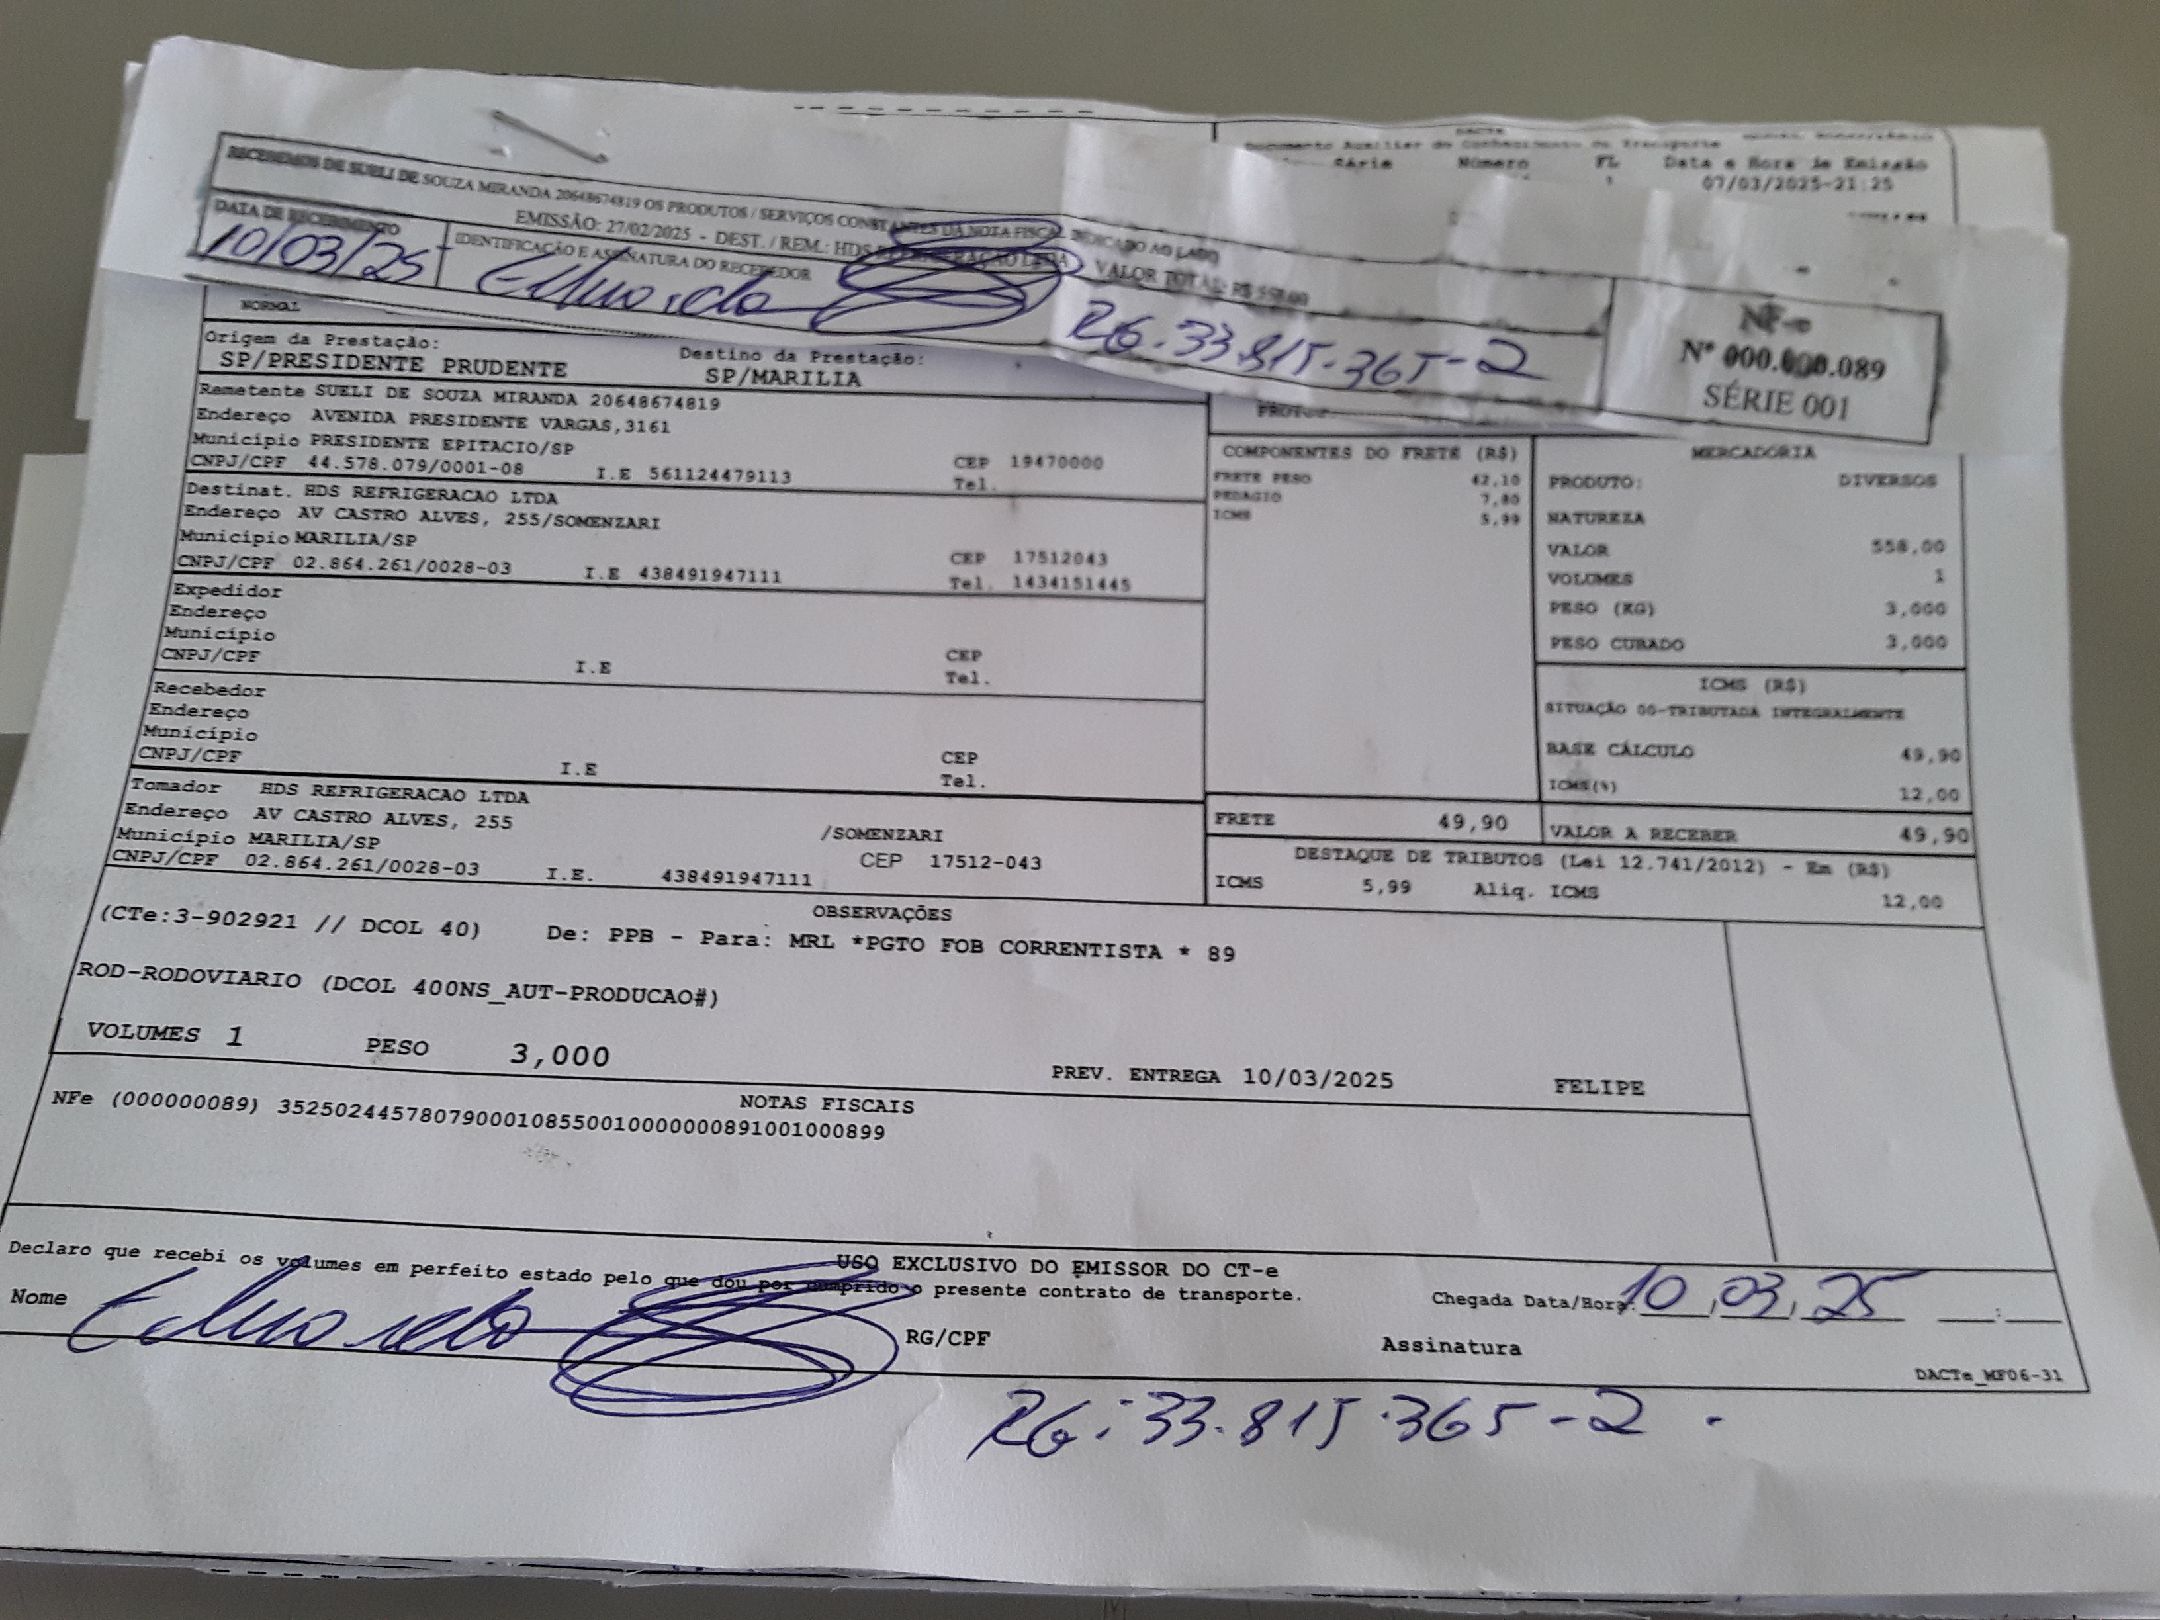 DACTE
Documento Auxiliar do Conhecimento de Transporte
Série Número FL Data e Hora de Emissão
1 07/03/2025-21:25
RECEBEMOS DE SUELI DE SOUZA MIRANDA 20648674819 OS PRODUTOS / SERVIÇOS CONSTANTES DA NOTA FISCAL INDICADO AO LADO
EMISSÃO: 27/02/2025 - DEST. / REM.: HDS REFRIGERAÇÃO LTDA VALOR TOTAL: R$ 558,00
DATA DE RECEBIMENTO
10/03/25
IDENTIFICAÇÃO E ASSINATURA DO RECEBEDOR
RG. 33.815.365-2
NF-e
Nº 000.000.089
SÉRIE 001
NORMAL
Origem da Prestação: Destino da Prestação:
SP/PRESIDENTE PRUDENTE SP/MARILIA
Remetente SUELI DE SOUZA MIRANDA 20648674819
Endereço AVENIDA PRESIDENTE VARGAS,3161
Município PRESIDENTE EPITACIO/SP CEP 19470000
CNPJ/CPF 44.578.079/0001-08 I.E 561124479113 Tel.
Destinat. HDS REFRIGERACAO LTDA
Endereço AV CASTRO ALVES, 255/SOMENZARI
Município MARILIA/SP CEP 17512043
CNPJ/CPF 02.864.261/0028-03 I.E 438491947111 Tel. 1434151445
Expedidor
Endereço
Município CEP
CNPJ/CPF I.E Tel.
Recebedor
Endereço
Município CEP
CNPJ/CPF I.E Tel.
Tomador HDS REFRIGERACAO LTDA
Endereço AV CASTRO ALVES, 255 /SOMENZARI
Município MARILIA/SP CEP 17512-043
CNPJ/CPF 02.864.261/0028-03 I.E. 438491947111
COMPONENTES DO FRETE (R$)
FRETE PESO 42,10
PEDAGIO 7,80
ICMS 5,99
MERCADORIA
PRODUTO: DIVERSOS
NATUREZA
VALOR 558,00
VOLUMES 1
PESO (KG) 3,000
PESO CUBADO 3,000
ICMS (R$)
SITUAÇÃO 00-TRIBUTADA INTEGRALMENTE
BASE CÁLCULO 49,90
ICMS(%) 12,00
FRETE 49,90 VALOR A RECEBER 49,90
DESTAQUE DE TRIBUTOS (Lei 12.741/2012) - Em (R$)
ICMS 5,99 Aliq. ICMS 12,00
OBSERVAÇÕES
(CTe:3-902921 // DCOL 40) De: PPB - Para: MRL *PGTO FOB CORRENTISTA * 89
ROD-RODOVIARIO (DCOL 400NS_AUT-PRODUCAO#)
VOLUMES 1 PESO 3,000 PREV. ENTREGA 10/03/2025 FELIPE
NOTAS FISCAIS
NFe (000000089) 35250244578079000108550010000000891001000899
USO EXCLUSIVO DO EMISSOR DO CT-e
Declaro que recebi os volumes em perfeito estado pelo que dou por cumprido o presente contrato de transporte.
Chegada Data/Hora: 10,03,25 :
Nome RG/CPF Assinatura
DACTe_MF06-31
RG: 33.815.365-2.